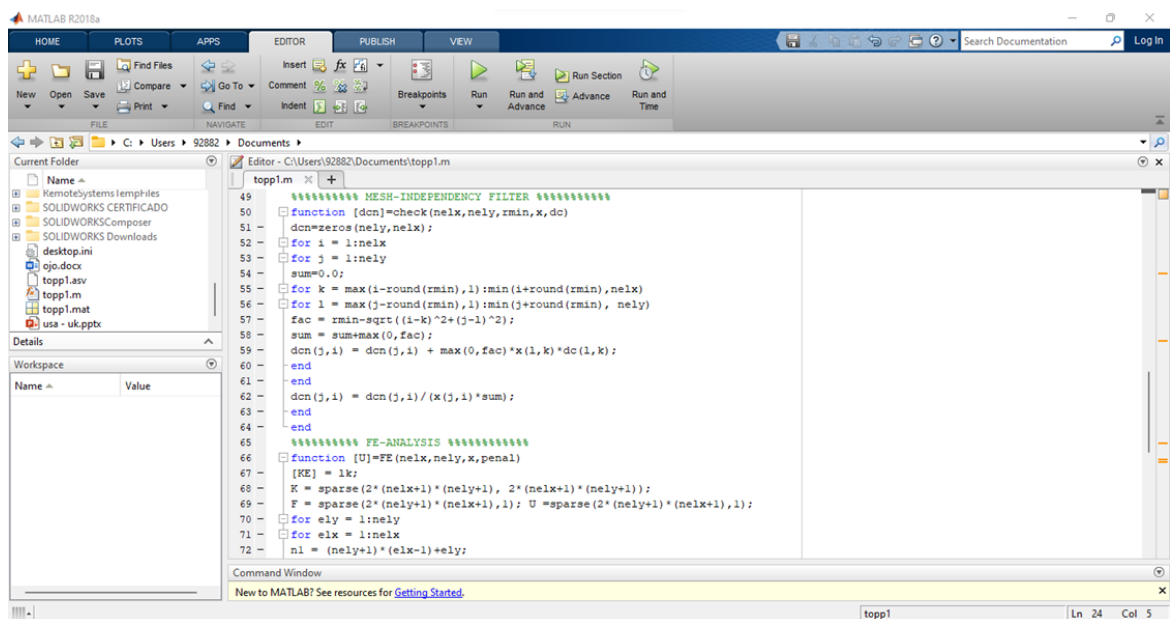 MATLAB R2018a
HOME PLOTS APPS EDITOR PUBLISH VIEW Search Documentation Log In
New Open Save Find Files Compare Print Go To Find Insert fx Comment Indent Breakpoints Run Run and Advance Run Section Advance Run and Time
FILE NAVIGATE EDIT BREAKPOINTS RUN
C: Users 92882 Documents
Current Folder
Name
RemoteSystemsTempFiles
SOLIDWORKS CERTIFICADO
SOLIDWORKSComposer
SOLIDWORKS Downloads
desktop.ini
ojo.docx
topp1.asv
topp1.m
topp1.mat
usa - uk.pptx
Details
Workspace
Name Value
Editor - C:\Users\92882\Documents\topp1.m
topp1.m
49 %%%%%%%%%% MESH-INDEPENDENCY FILTER %%%%%%%%%%%
50 function [dcn]=check(nelx,nely,rmin,x,dc)
51 – dcn=zeros(nely,nelx);
52 – for i = 1:nelx
53 – for j = 1:nely
54 – sum=0.0;
55 – for k = max(i-round(rmin),1):min(i+round(rmin),nelx)
56 – for l = max(j-round(rmin),1):min(j+round(rmin), nely)
57 – fac = rmin-sqrt((i-k)^2+(j-l)^2);
58 – sum = sum+max(0,fac);
59 – dcn(j,i) = dcn(j,i) + max(0,fac)*x(l,k)*dc(l,k);
60 – end
61 – end
62 – dcn(j,i) = dcn(j,i)/(x(j,i)*sum);
63 – end
64 – end
65 %%%%%%%%%% FE-ANALYSIS %%%%%%%%%%%%
66 function [U]=FE(nelx,nely,x,penal)
67 – [KE] = lk;
68 – K = sparse(2*(nelx+1)*(nely+1), 2*(nelx+1)*(nely+1));
69 – F = sparse(2*(nely+1)*(nelx+1),1); U =sparse(2*(nely+1)*(nelx+1),1);
70 – for ely = 1:nely
71 – for elx = 1:nelx
72 – n1 = (nely+1)*(elx-1)+ely;
Command Window
New to MATLAB? See resources for Getting Started.
topp1 Ln 24 Col 5